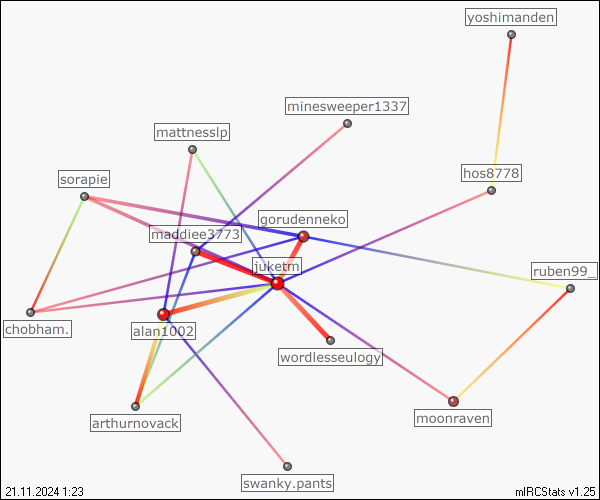 yoshimanden
minesweeper1337
mattnesslp
hos8778
sorapie
gorudenneko
maddiee3773
juketm
ruben99_
chobham.
alan1002
wordlesseulogy
moonraven
arthurnovack
swanky.pants
21.11.2024 1:23
mIRCStats v1.25